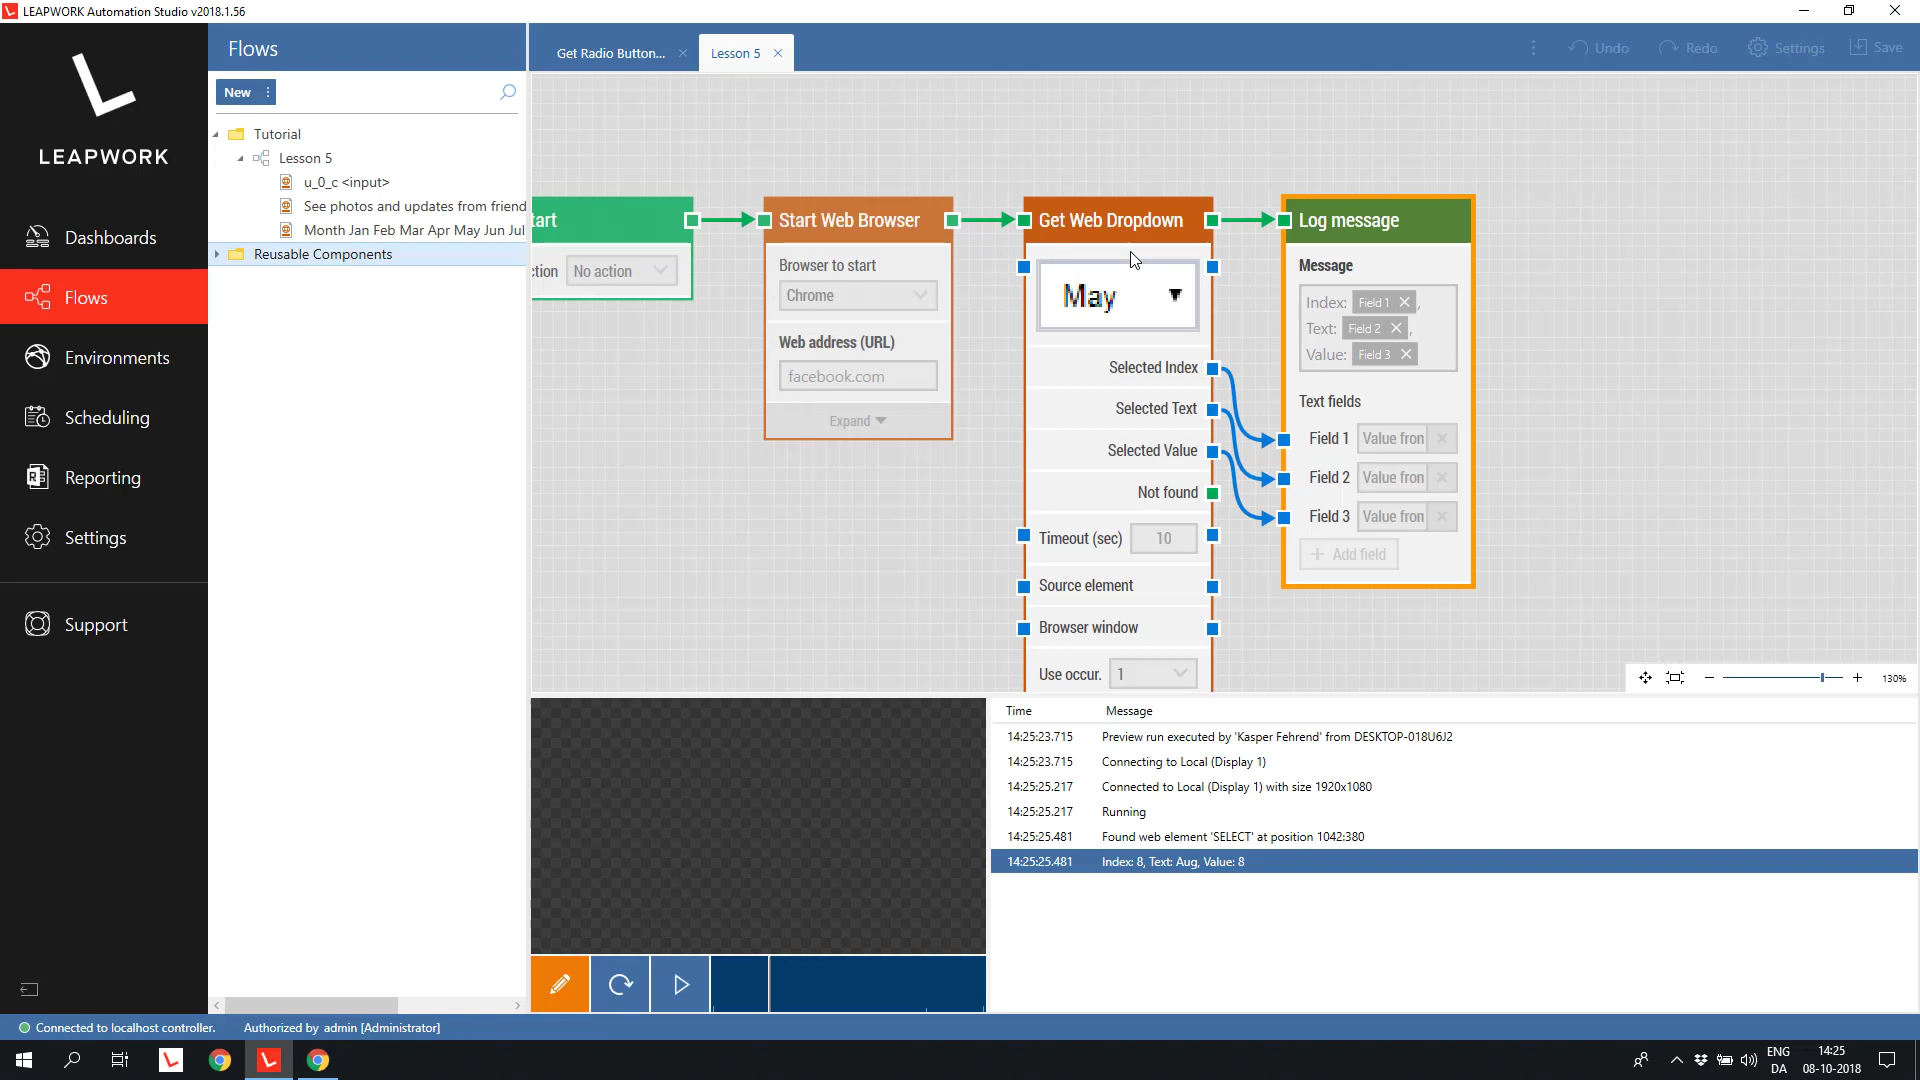 LEAPWORK Automation Studio v2018.1.56
LEAPWORK
Dashboards
Flows
Environments
Scheduling
Reporting
Settings
Support
Flows
New
Tutorial
Lesson 5
u_0_c <input>
See photos and updates from friend
Month Jan Feb Mar Apr May Jun Jul
Reusable Components
Get Radio Button...
Lesson 5
Undo
Redo
Settings
Save
tart
ction
No action
Start Web Browser
Browser to start
Chrome
Web address (URL)
facebook.com
Expand
Get Web Dropdown
May
Selected Index
Selected Text
Selected Value
Not found
Timeout (sec)
10
Source element
Browser window
Use occur.
1
Log message
Message
Index: Field 1 ,
Text: Field 2 ,
Value: Field 3
Text fields
Field 1 Value fron
Field 2 Value fron
Field 3 Value fron
Add field
130%
Time Message
14:25:23.715 Preview run executed by 'Kasper Fehrend' from DESKTOP-018U6J2
14:25:23.715 Connecting to Local (Display 1)
14:25:25.217 Connected to Local (Display 1) with size 1920x1080
14:25:25.217 Running
14:25:25.481 Found web element 'SELECT' at position 1042:380
14:25:25.481 Index: 8, Text: Aug, Value: 8
Connected to localhost controller.
Authorized by admin [Administrator]
ENG
DA
14:25
08-10-2018